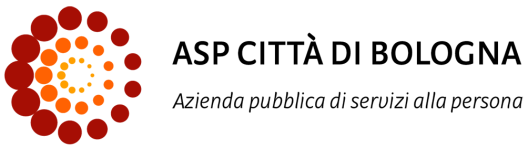 ASP CITTÀ DI BOLOGNA
Azienda pubblica di servizi alla persona